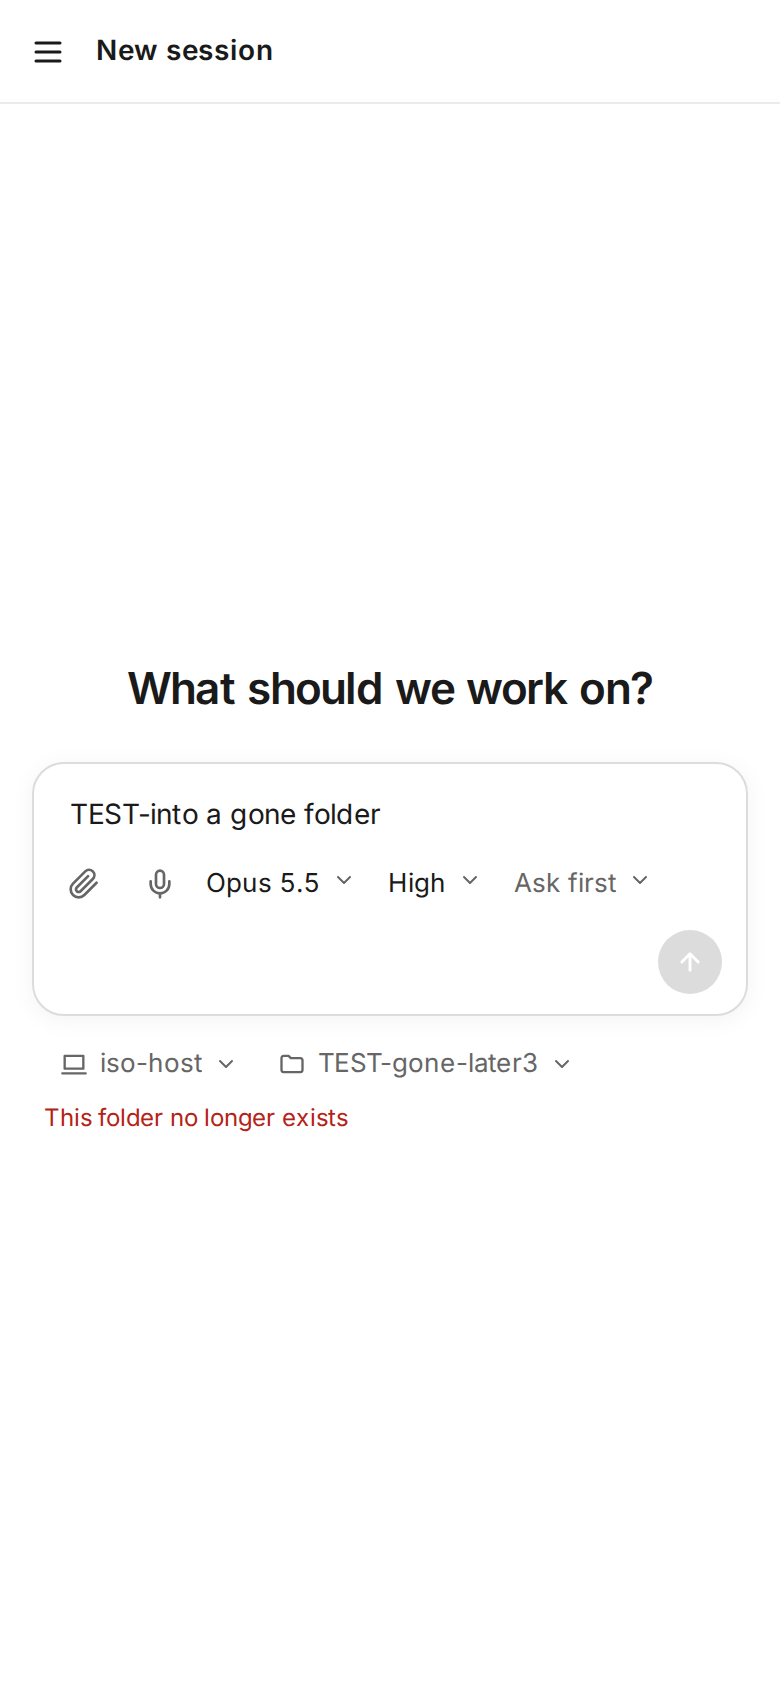 New session
What should we work on?
TEST-into a gone folder
Opus 5.5 High Ask first
iso-host TEST-gone-later3
This folder no longer exists